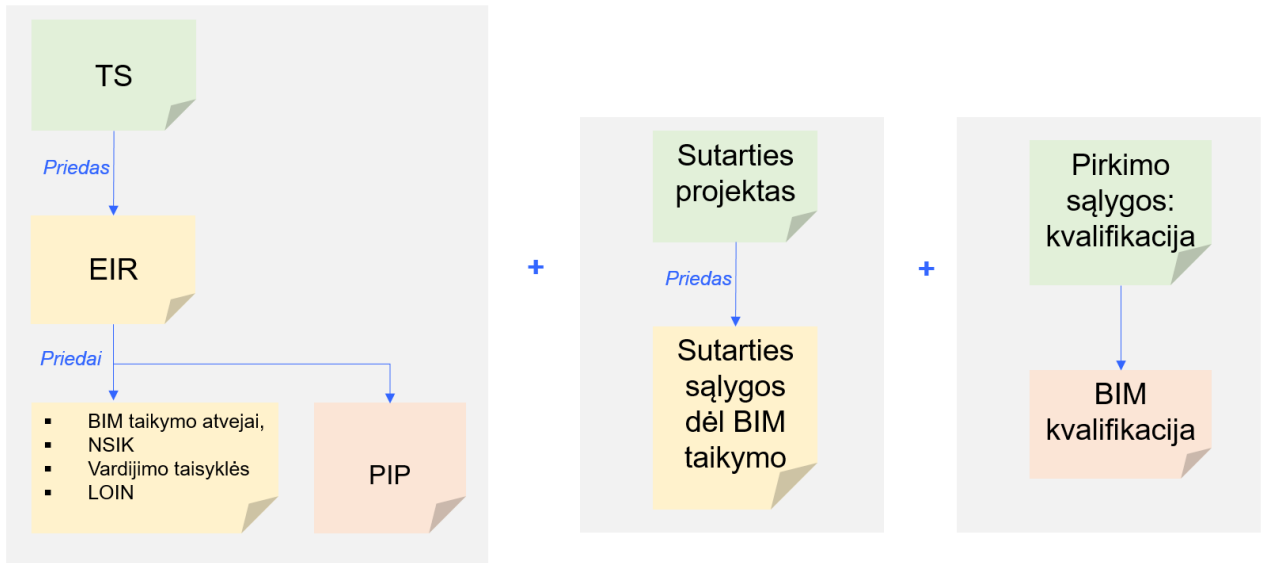 TS
Priedas
EIR
Priedai
▪ BIM taikymo atvejai,
▪ NSIK
▪ Vardijimo taisyklės
▪ LOIN
PIP
+
Sutarties
projektas
Priedas
Sutarties
sąlygos
dėl BIM
taikymo
+
Pirkimo
sąlygos:
kvalifikacija
BIM
kvalifikacija